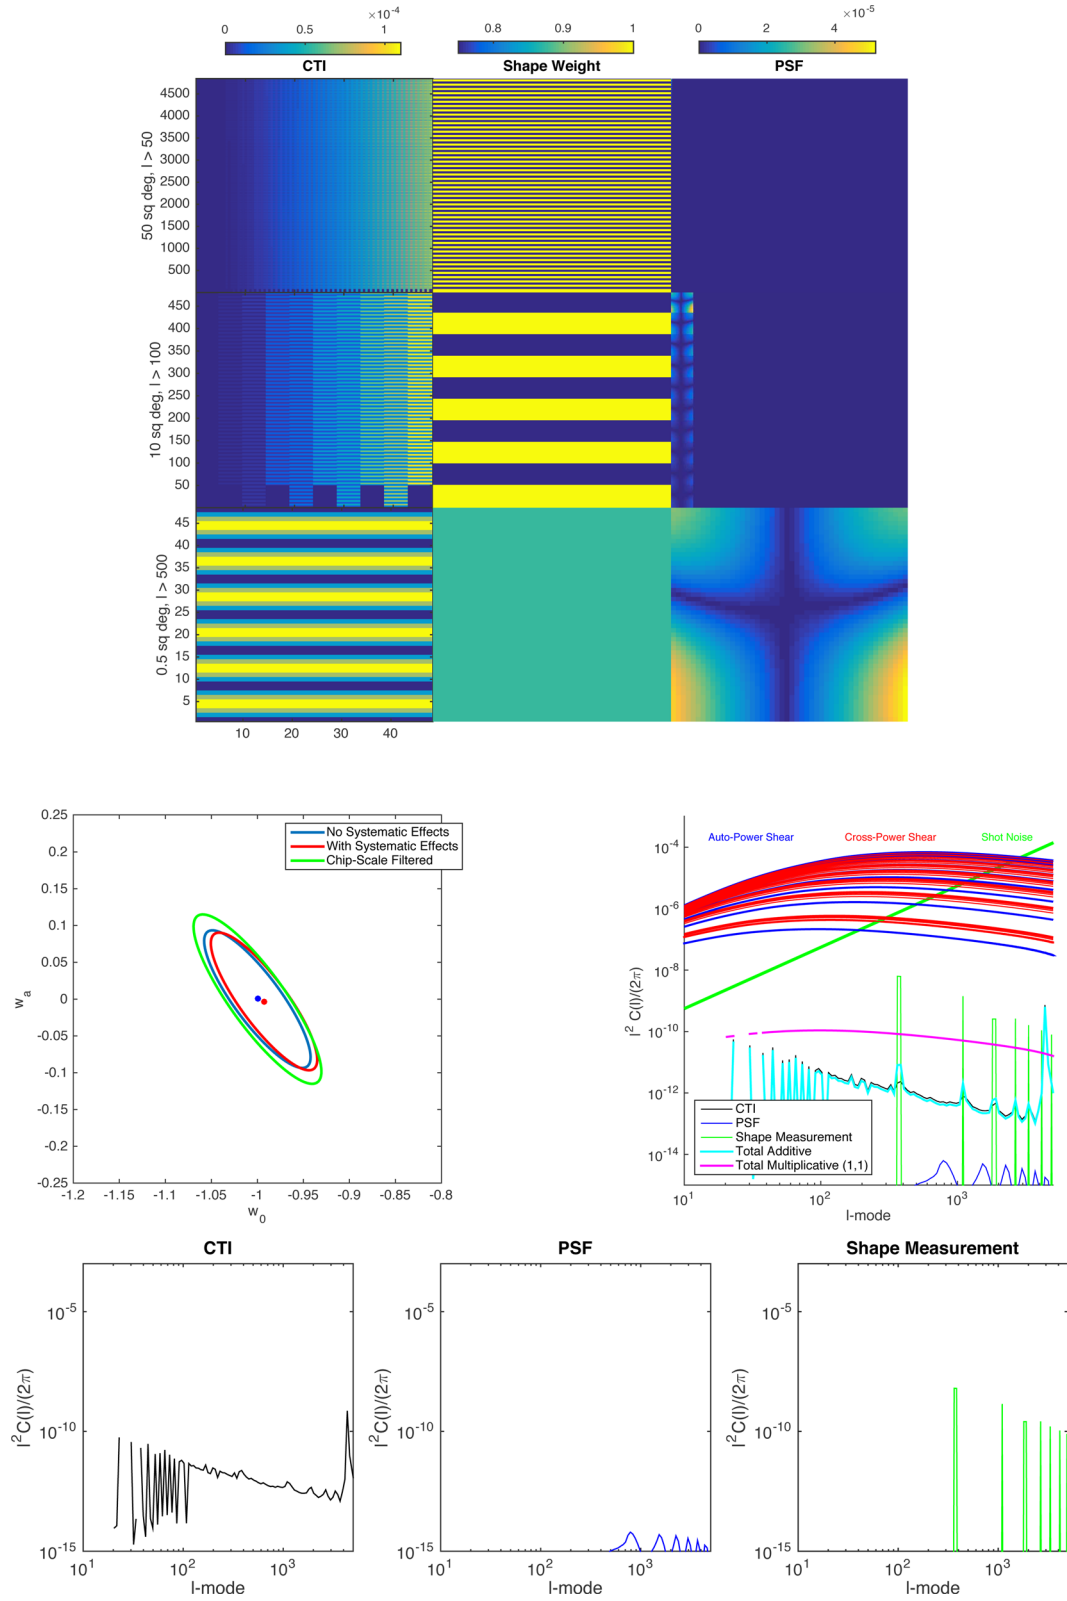 ×10⁻⁴
×10⁻⁵
0 0.5 1
0.8 0.9 1
0 2 4
CTI
Shape Weight
PSF
50 sq deg, l > 50
4500
4000
3500
3000
2500
2000
1500
1000
500
10 sq deg, l > 100
450
400
350
300
250
200
150
100
50
0.5 sq deg, l > 500
45
40
35
30
25
20
15
10
5
10 20 30 40
w_a
0.25
0.2
0.15
0.1
0.05
0
-0.05
-0.1
-0.15
-0.2
-0.25
No Systematic Effects
With Systematic Effects
Chip-Scale Filtered
-1.2 -1.15 -1.1 -1.05 -1 -0.95 -0.9 -0.85 -0.8
w_0
l² C(l)/(2π)
10⁻⁴
10⁻⁶
10⁻⁸
10⁻¹⁰
10⁻¹²
10⁻¹⁴
Auto-Power Shear
Cross-Power Shear
Shot Noise
CTI
PSF
Shape Measurement
Total Additive
Total Multiplicative (1,1)
10¹ 10² 10³
l-mode
CTI
l²C(l)/(2π)
10⁻⁵
10⁻¹⁰
10⁻¹⁵
10¹ 10² 10³
l-mode
PSF
l²C(l)/(2π)
10⁻⁵
10⁻¹⁰
10⁻¹⁵
10¹ 10² 10³
l-mode
Shape Measurement
l²C(l)/(2π)
10⁻⁵
10⁻¹⁰
10⁻¹⁵
10¹ 10² 10³
l-mode